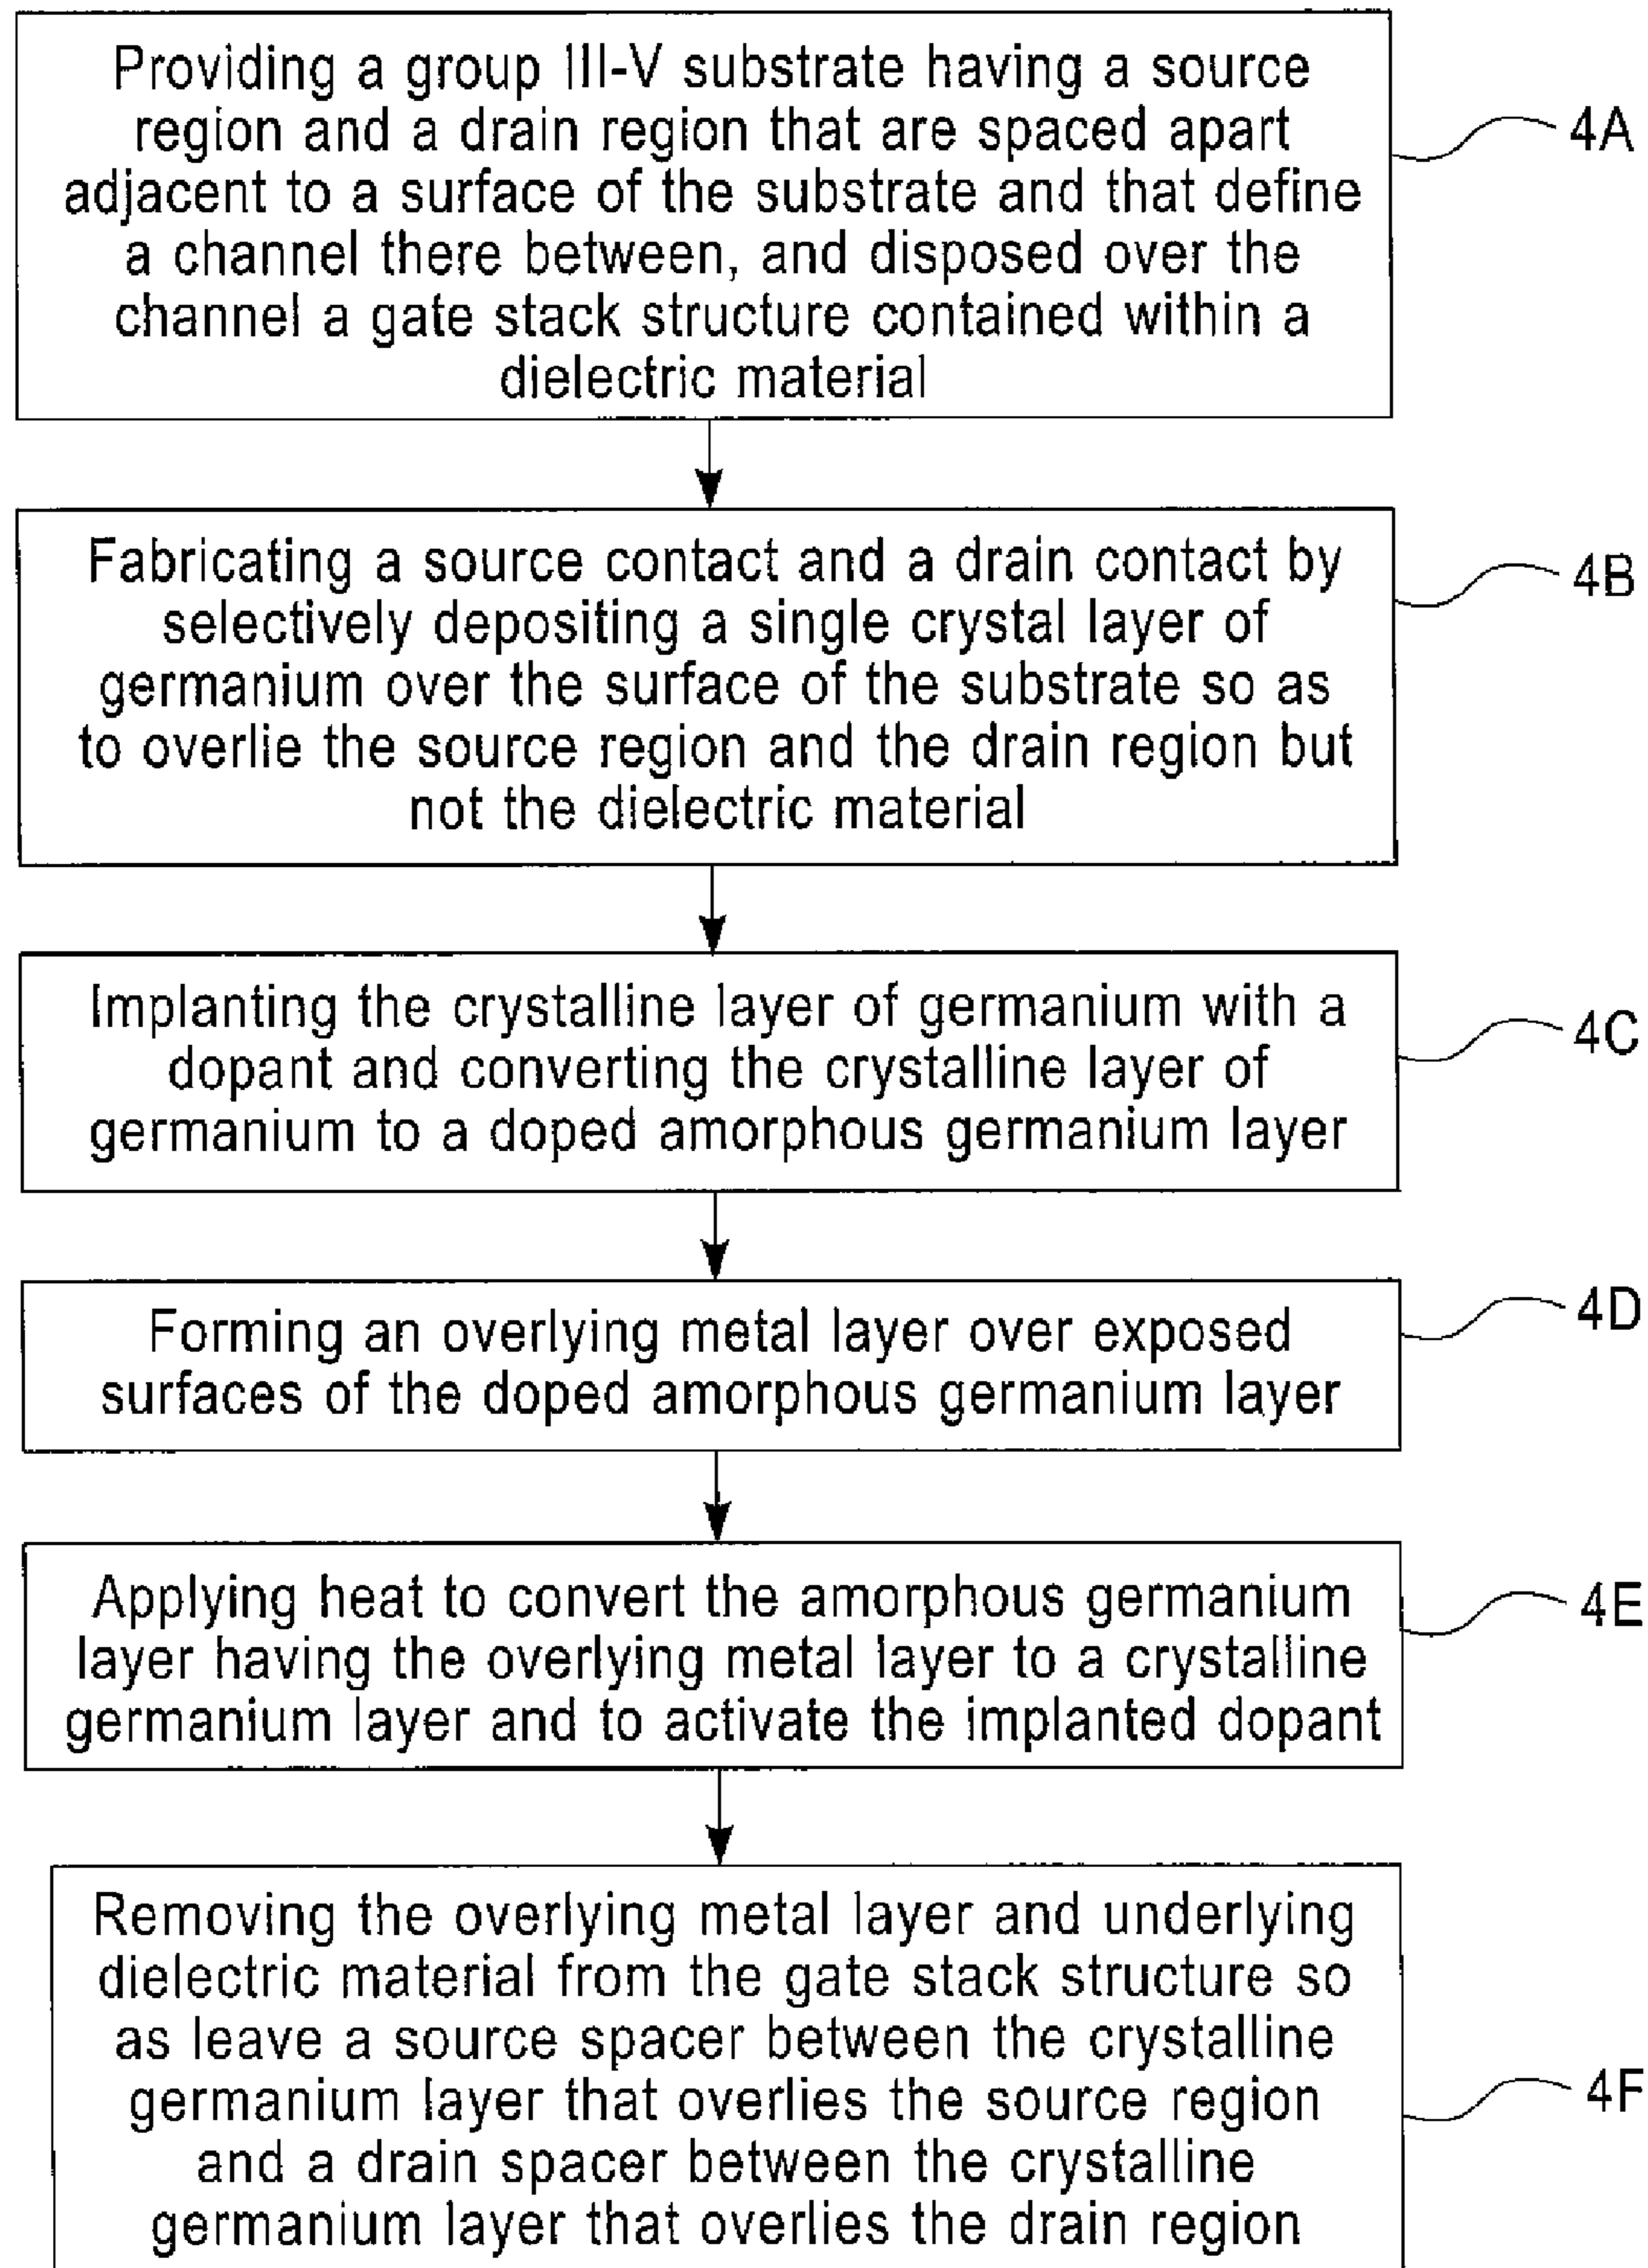 Providing a group III-V substrate having a source
region and a drain region that are spaced apart
adjacent to a surface of the substrate and that define
a channel there between, and disposed over the
channel a gate stack structure contained within a
dielectric material
4A
Fabricating a source contact and a drain contact by
selectively depositing a single crystal layer of
germanium over the surface of the substrate so as
to overlie the source region and the drain region but
not the dielectric material
4B
Implanting the crystalline layer of germanium with a
dopant and converting the crystalline layer of
germanium to a doped amorphous germanium layer
4C
Forming an overlying metal layer over exposed
surfaces of the doped amorphous germanium layer
4D
Applying heat to convert the amorphous germanium
layer having the overlying metal layer to a crystalline
germanium layer and to activate the implanted dopant
4E
Removing the overlying metal layer and underlying
dielectric material from the gate stack structure so
as leave a source spacer between the crystalline
germanium layer that overlies the source region
and a drain spacer between the crystalline
germanium layer that overlies the drain region
4F